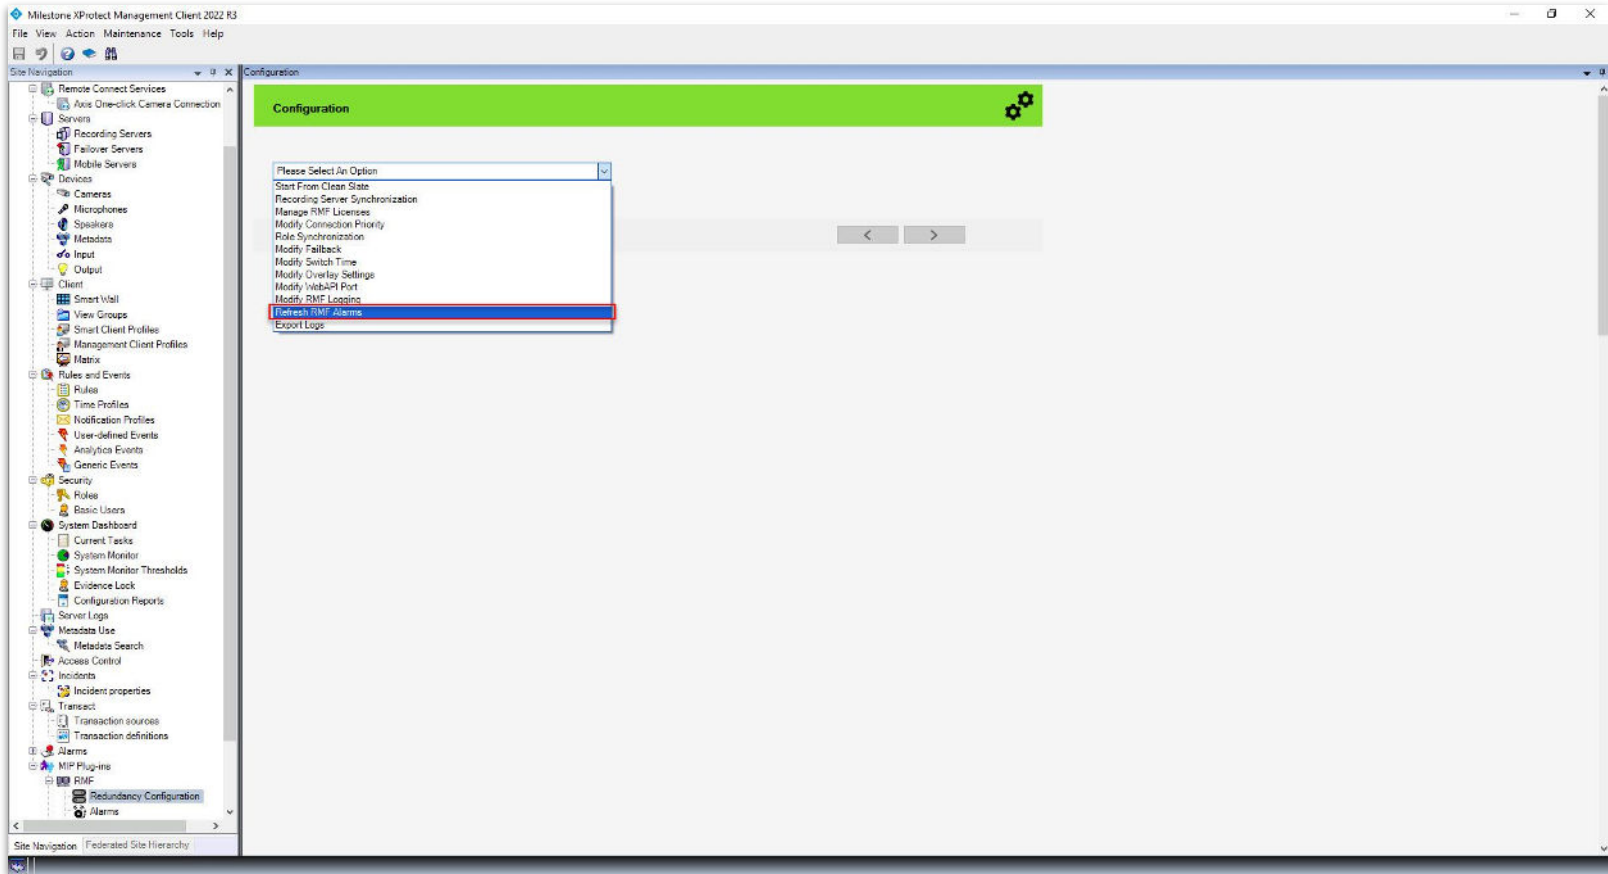 Milestone XProtect Management Client 2022 R3
File View Action Maintenance Tools Help
Site Navigation
Remote Connect Services
Axis One-click Camera Connection
Servers
Recording Servers
Failover Servers
Mobile Servers
Devices
Cameras
Microphones
Speakers
Metadata
Input
Output
Client
Smart Wall
View Groups
Smart Client Profiles
Management Client Profiles
Matrix
Rules and Events
Rules
Time Profiles
Notification Profiles
User-defined Events
Analytics Events
Generic Events
Security
Roles
Basic Users
System Dashboard
Current Tasks
System Monitor
System Monitor Thresholds
Evidence Lock
Configuration Reports
Server Logs
Metadata Use
Metadata Search
Access Control
Incidents
Incident properties
Transact
Transaction sources
Transaction definitions
Alarms
MIP Plug-ins
RMF
Redundancy Configuration
Alarms
Site Navigation Federated Site Hierarchy
Configuration
Configuration
Please Select An Option
Start From Clean Slate
Recording Server Synchronization
Manage RMF Licenses
Modify Connection Priority
Role Synchronization
Modify Failback
Modify Switch Time
Modify Overlay Settings
Modify WebAPI Port
Modify RMF Logging
Refresh RMF Alarms
Export Logs